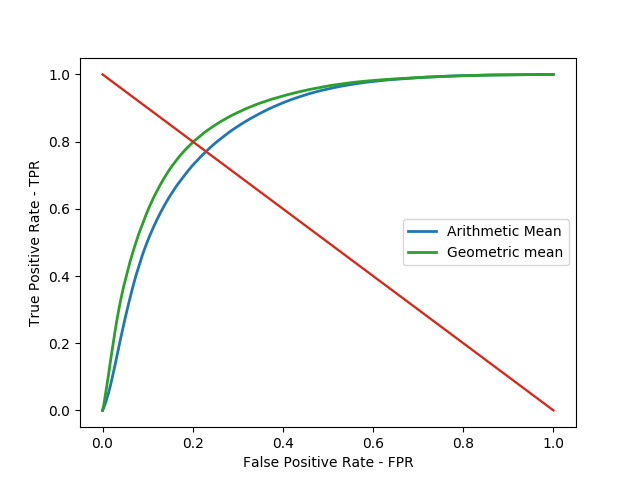 1.0
0.8
0.6
0.4
0.2
0.0
True Positive Rate - TPR
Arithmetic Mean
Geometric mean
0.0 0.2 0.4 0.6 0.8 1.0
False Positive Rate - FPR